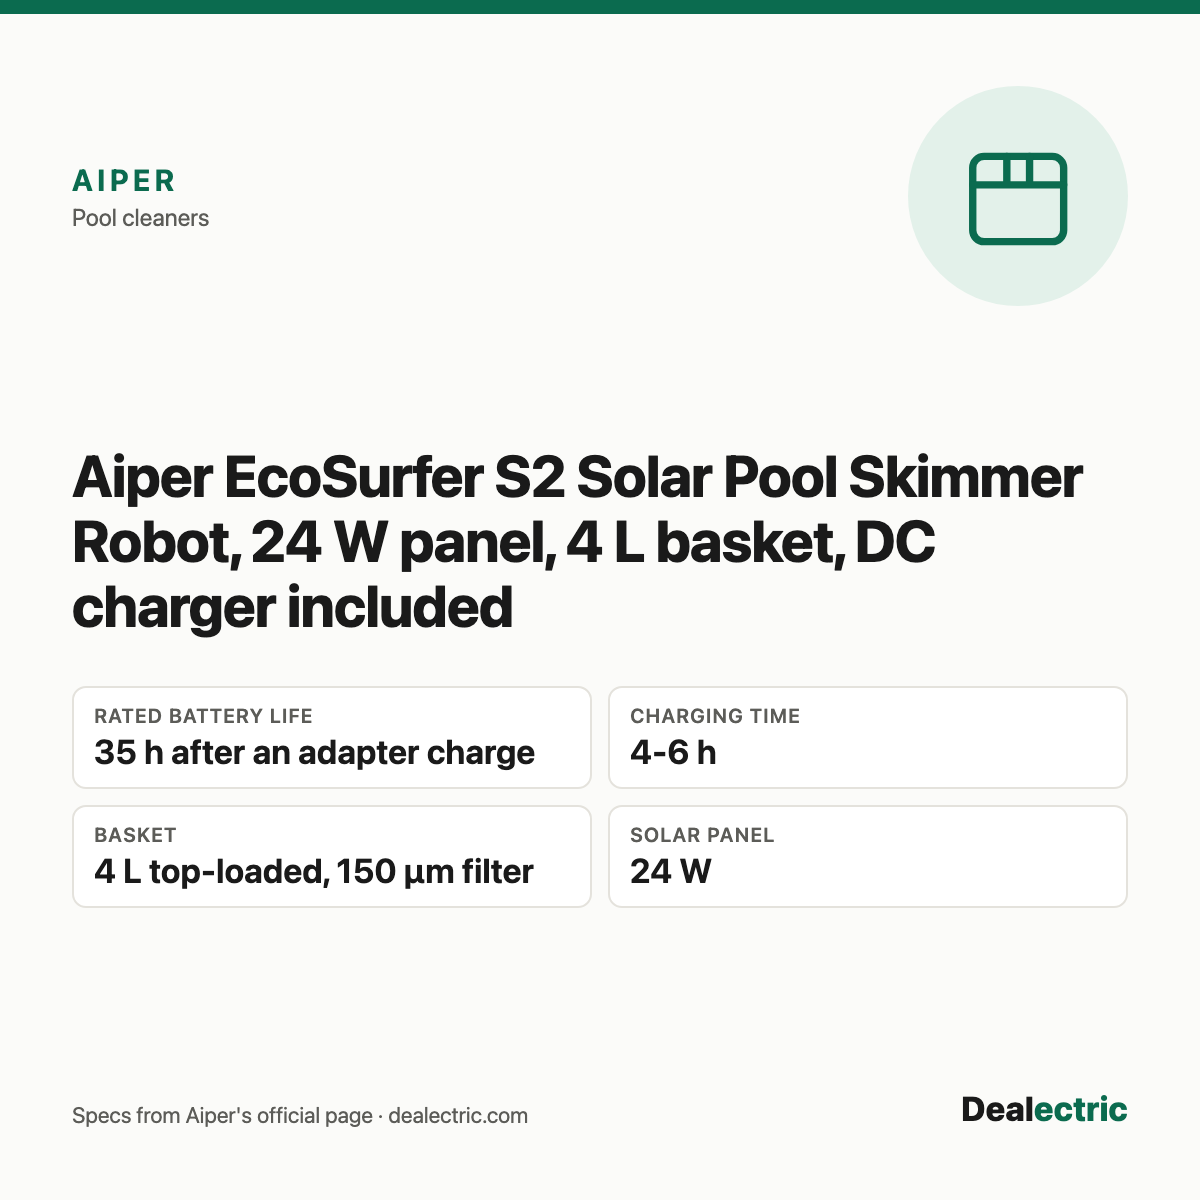 AIPER
Pool cleaners
Aiper EcoSurfer S2 Solar Pool Skimmer
Robot, 24 W panel, 4 L basket, DC
charger included
RATED BATTERY LIFE
35 h after an adapter charge
CHARGING TIME
4-6 h
BASKET
4 L top-loaded, 150 µm filter
SOLAR PANEL
24 W
Specs from Aiper's official page · dealectric.com
Dealectric